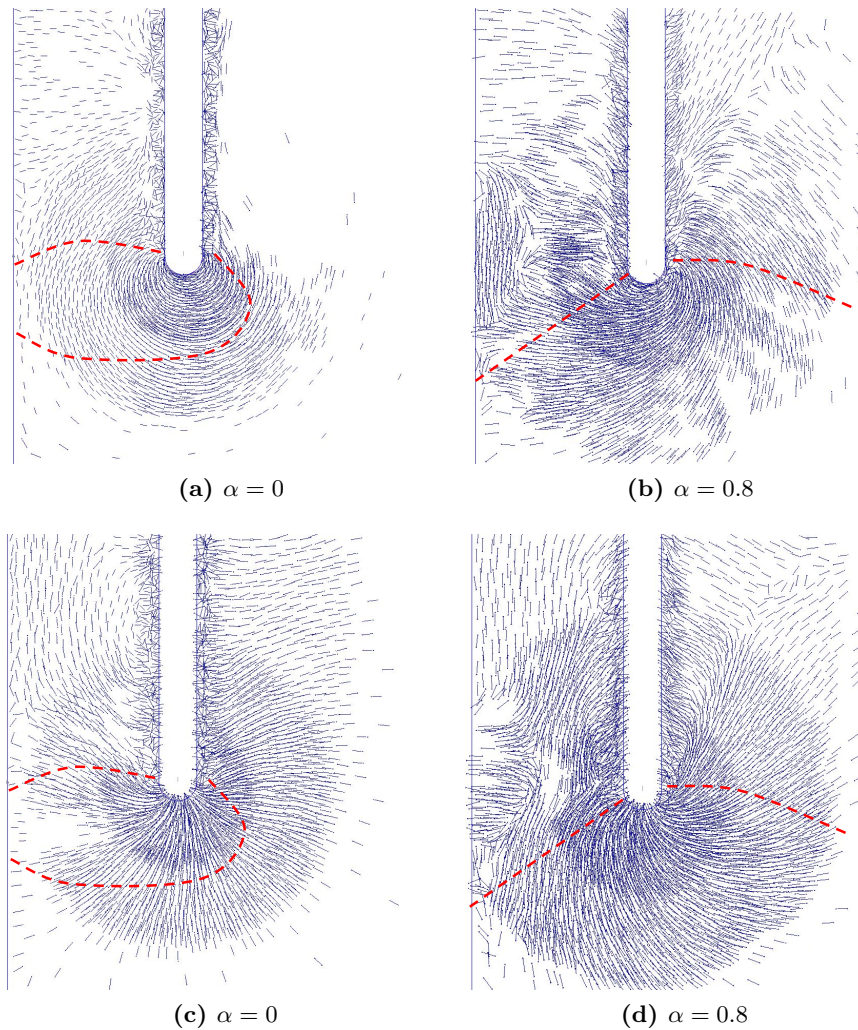 (a) α = 0
(b) α = 0.8
(c) α = 0
(d) α = 0.8